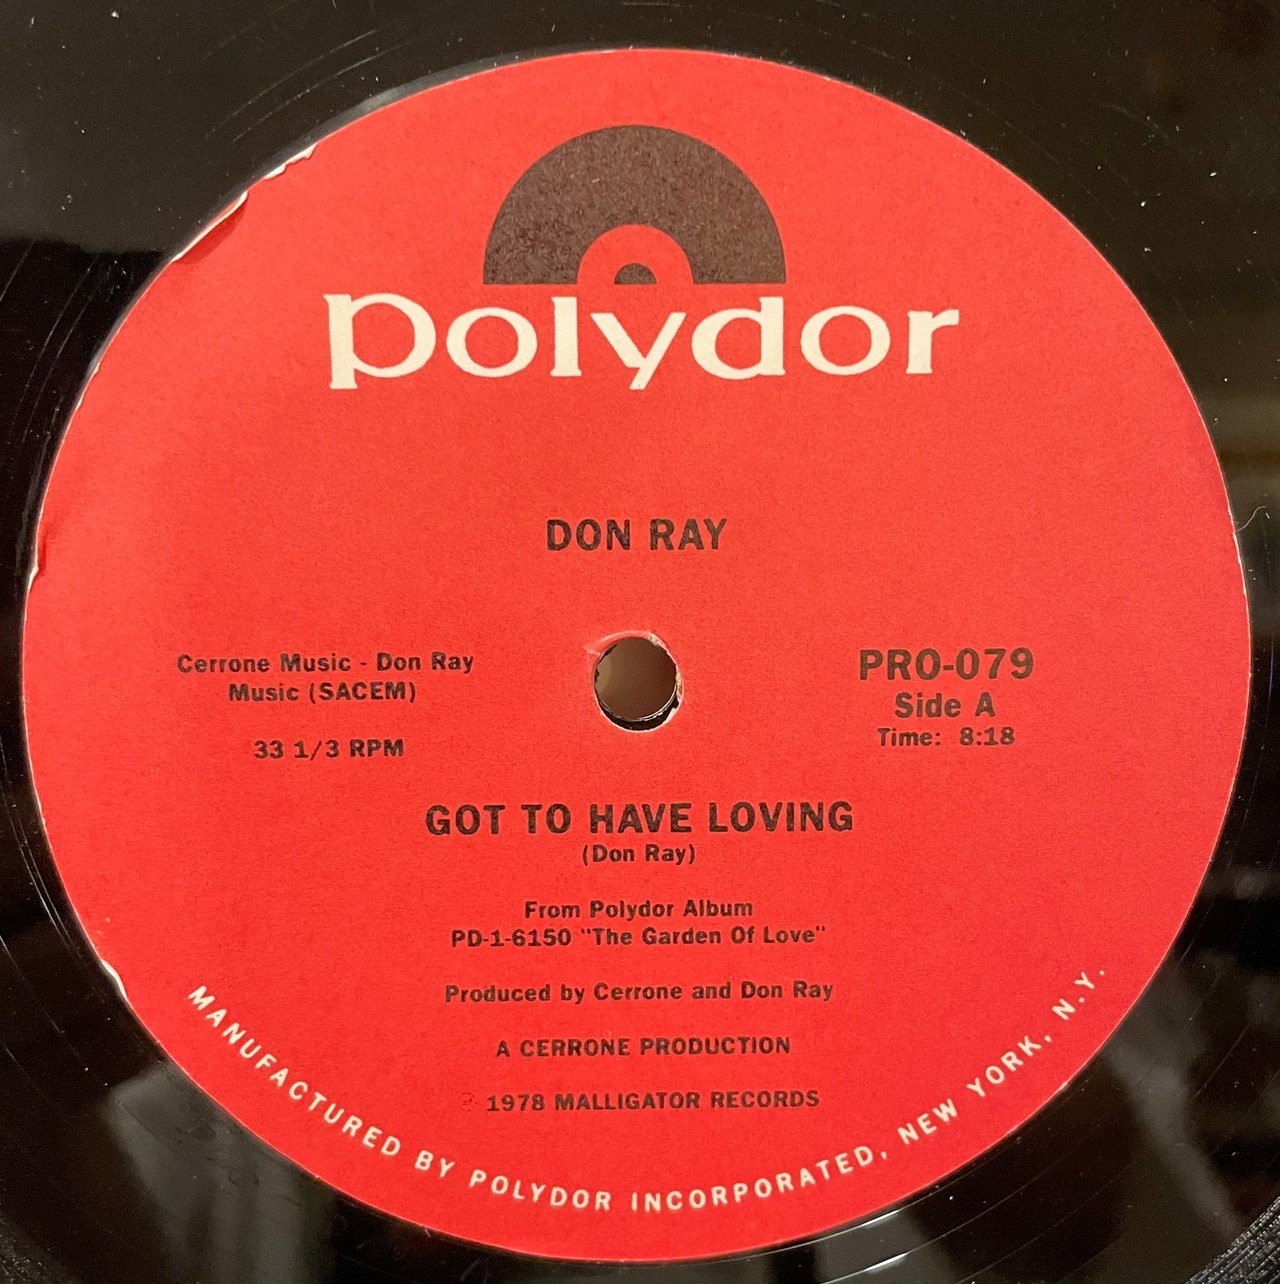 polydor
DON RAY
Cerrone Music - Don Ray
Music (SACEM)
33 1/3 RPM
PRO-079
Side A
Time: 8:18
GOT TO HAVE LOVING
(Don Ray)
From Polydor Album
PD-1-6150 "The Garden Of Love"
Produced by Cerrone and Don Ray
A CERRONE PRODUCTION
1978 MALLIGATOR RECORDS
MANUFACTURED BY POLYDOR INCORPORATED, NEW YORK, N.Y.